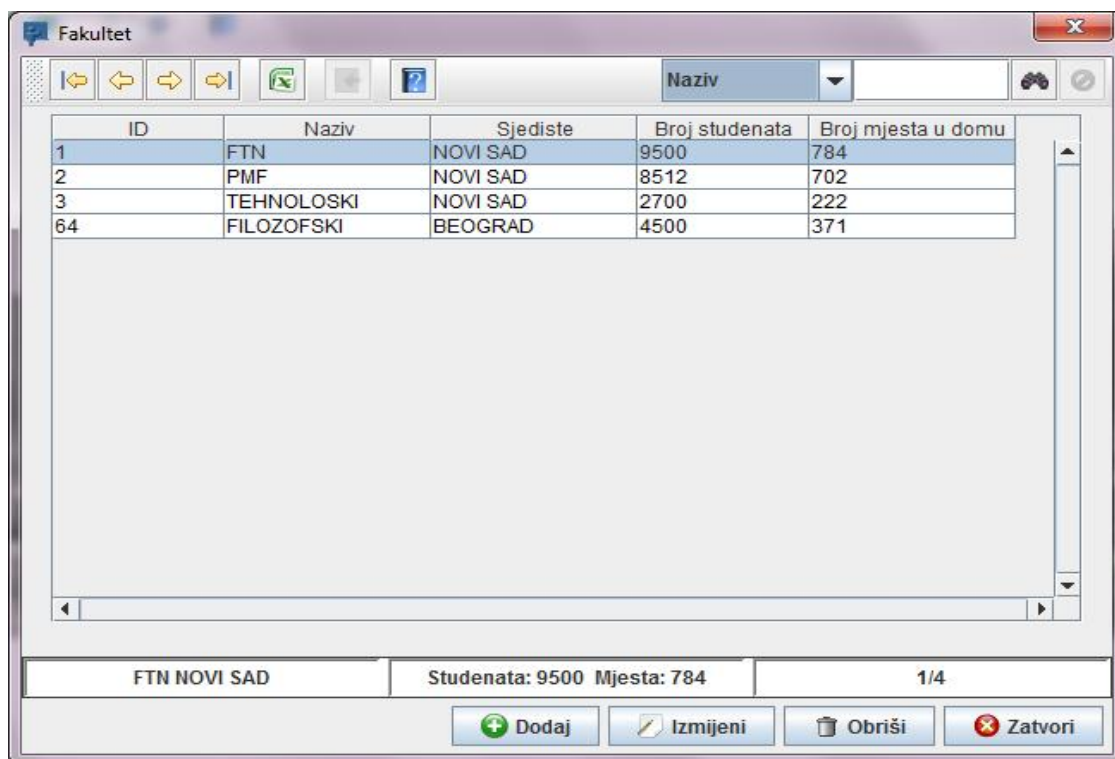 Fakultet
Naziv
ID Naziv Sjediste Broj studenata Broj mjesta u domu
1 FTN NOVI SAD 9500 784
2 PMF NOVI SAD 8512 702
3 TEHNOLOSKI NOVI SAD 2700 222
64 FILOZOFSKI BEOGRAD 4500 371
FTN NOVI SAD Studenata: 9500 Mjesta: 784 1/4
Dodaj Izmijeni Obriši Zatvori